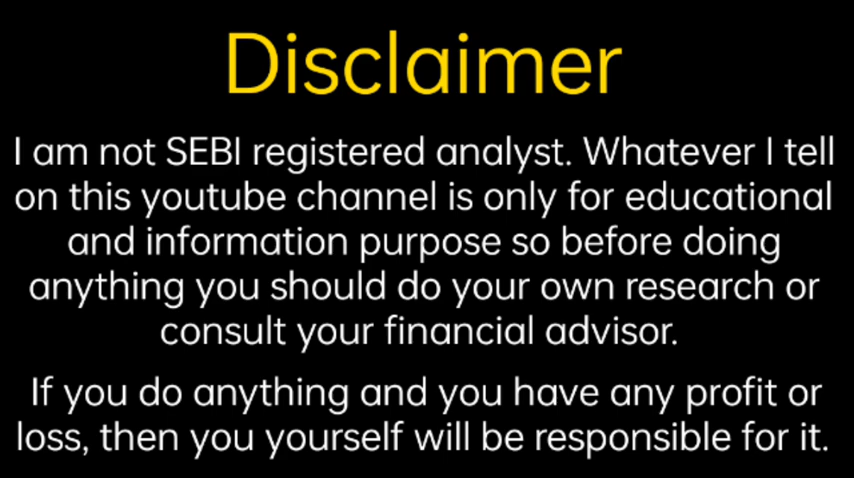 Disclaimer
I am not SEBI registered analyst. Whatever I tell
on this youtube channel is only for educational
and information purpose so before doing
anything you should do your own research or
consult your financial advisor.
If you do anything and you have any profit or
loss, then you yourself will be responsible for it.